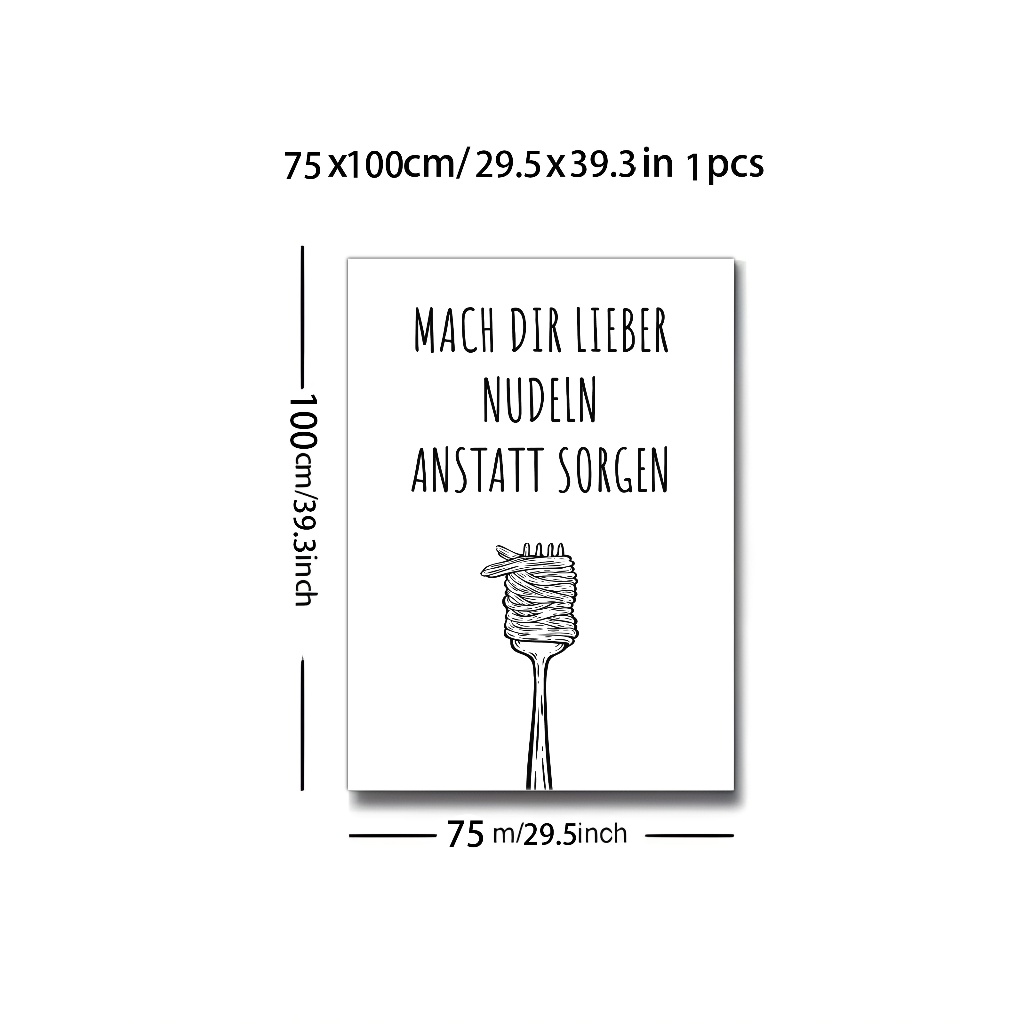 75x100cm/29.5x39.3in 1pcs
MACH DIR LIEBER
NUDELN
ANSTATT SORGEN
100cm/39.3inch
75 m/29.5inch